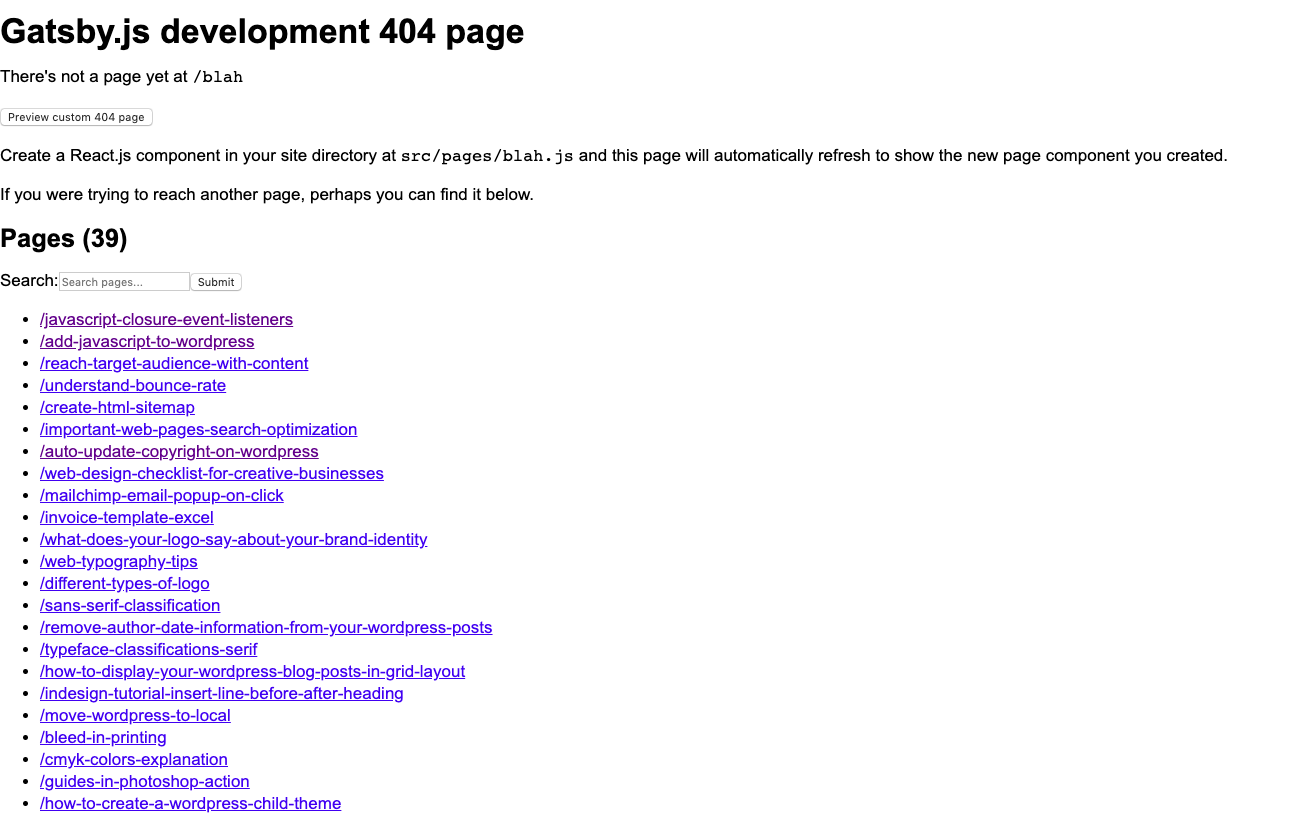 Gatsby.js development 404 page
There's not a page yet at /blah
Preview custom 404 page
Create a React.js component in your site directory at src/pages/blah.js and this page will automatically refresh to show the new page component you created.
If you were trying to reach another page, perhaps you can find it below.
Pages (39)
Search: Search pages... Submit
/javascript-closure-event-listeners
/add-javascript-to-wordpress
/reach-target-audience-with-content
/understand-bounce-rate
/create-html-sitemap
/important-web-pages-search-optimization
/auto-update-copyright-on-wordpress
/web-design-checklist-for-creative-businesses
/mailchimp-email-popup-on-click
/invoice-template-excel
/what-does-your-logo-say-about-your-brand-identity
/web-typography-tips
/different-types-of-logo
/sans-serif-classification
/remove-author-date-information-from-your-wordpress-posts
/typeface-classifications-serif
/how-to-display-your-wordpress-blog-posts-in-grid-layout
/indesign-tutorial-insert-line-before-after-heading
/move-wordpress-to-local
/bleed-in-printing
/cmyk-colors-explanation
/guides-in-photoshop-action
/how-to-create-a-wordpress-child-theme